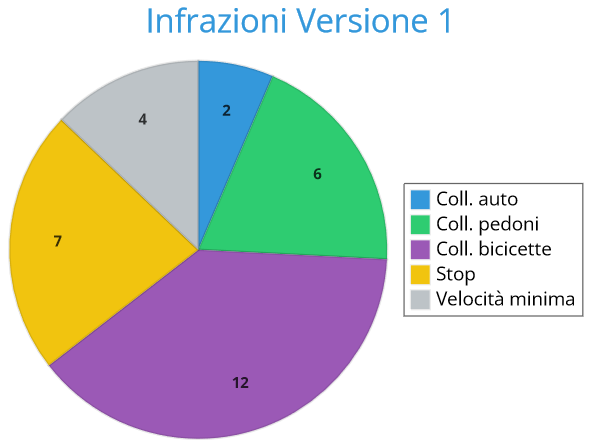 Infrazioni Versione 1
2
6
12
7
4
Coll. auto
Coll. pedoni
Coll. bicicette
Stop
Velocità minima